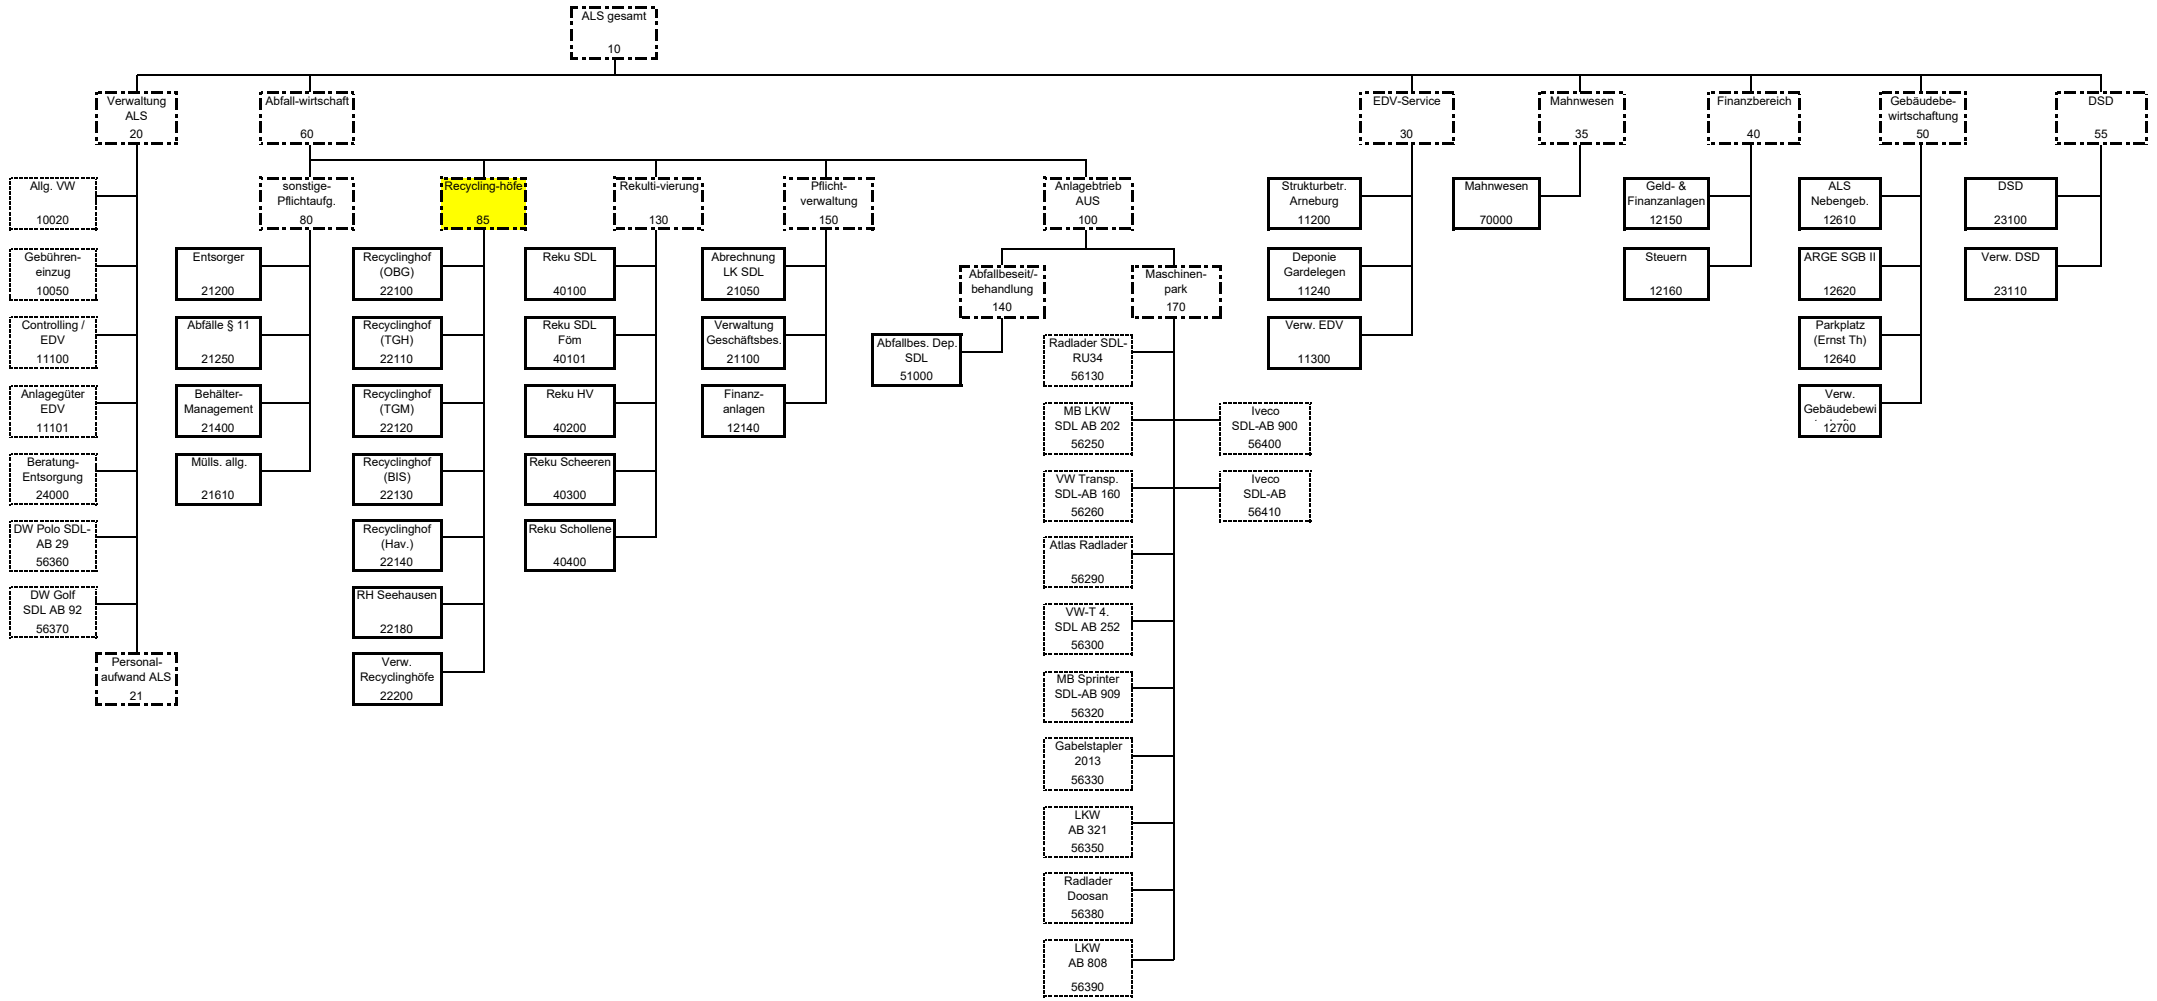 ALS gesamt
10
Verwaltung
ALS
20
Abfall-wirtschaft
60
EDV-Service
30
Mahnwesen
35
Finanzbereich
40
Gebäudebe-
wirtschaftung
50
DSD
55
Allg. VW
10020
Gebühren-
einzug
10050
Controlling /
EDV
11100
Anlagegüter
EDV
11101
Beratung-
Entsorgung
24000
DW Polo SDL-
AB 29
56360
DW Golf
SDL AB 92
56370
Personal-
aufwand ALS
21
sonstige-
Pflichtaufg.
80
Entsorger
21200
Abfälle § 11
21250
Behälter-
Management
21400
Mülls. allg.
21610
Recycling-höfe
85
Recyclinghof
(OBG)
22100
Recyclinghof
(TGH)
22110
Recyclinghof
(TGM)
22120
Recyclinghof
(BIS)
22130
Recyclinghof
(Hav.)
22140
RH Seehausen
22180
Verw.
Recyclinghöfe
22200
Rekulti-vierung
130
Reku SDL
40100
Reku SDL
Föm
40101
Reku HV
40200
Reku Scheeren
40300
Reku Schollene
40400
Pflicht-
verwaltung
150
Abrechnung
LK SDL
21050
Verwaltung
Geschäftsbes.
21100
Finanz-
anlagen
12140
Anlagebtrieb
AUS
100
Abfallbeseit/-
behandlung
140
Abfallbes. Dep.
SDL
51000
Maschinen-
park
170
Radlader SDL-
RU34
56130
MB LKW
SDL AB 202
56250
Iveco
SDL-AB 900
56400
VW Transp.
SDL-AB 160
56260
Iveco
SDL-AB
56410
Atlas Radlader
56290
VW-T 4.
SDL AB 252
56300
MB Sprinter
SDL-AB 909
56320
Gabelstapler
2013
56330
LKW
AB 321
56350
Radlader
Doosan
56380
LKW
AB 808
56390
Strukturbetr.
Arneburg
11200
Deponie
Gardelegen
11240
Verw. EDV
11300
Mahnwesen
70000
Geld- &
Finanzanlagen
12150
Steuern
12160
ALS
Nebengeb.
12610
ARGE SGB II
12620
Parkplatz
(Ernst Th)
12640
Verw.
Gebäudebewi
12700
DSD
23100
Verw. DSD
23110